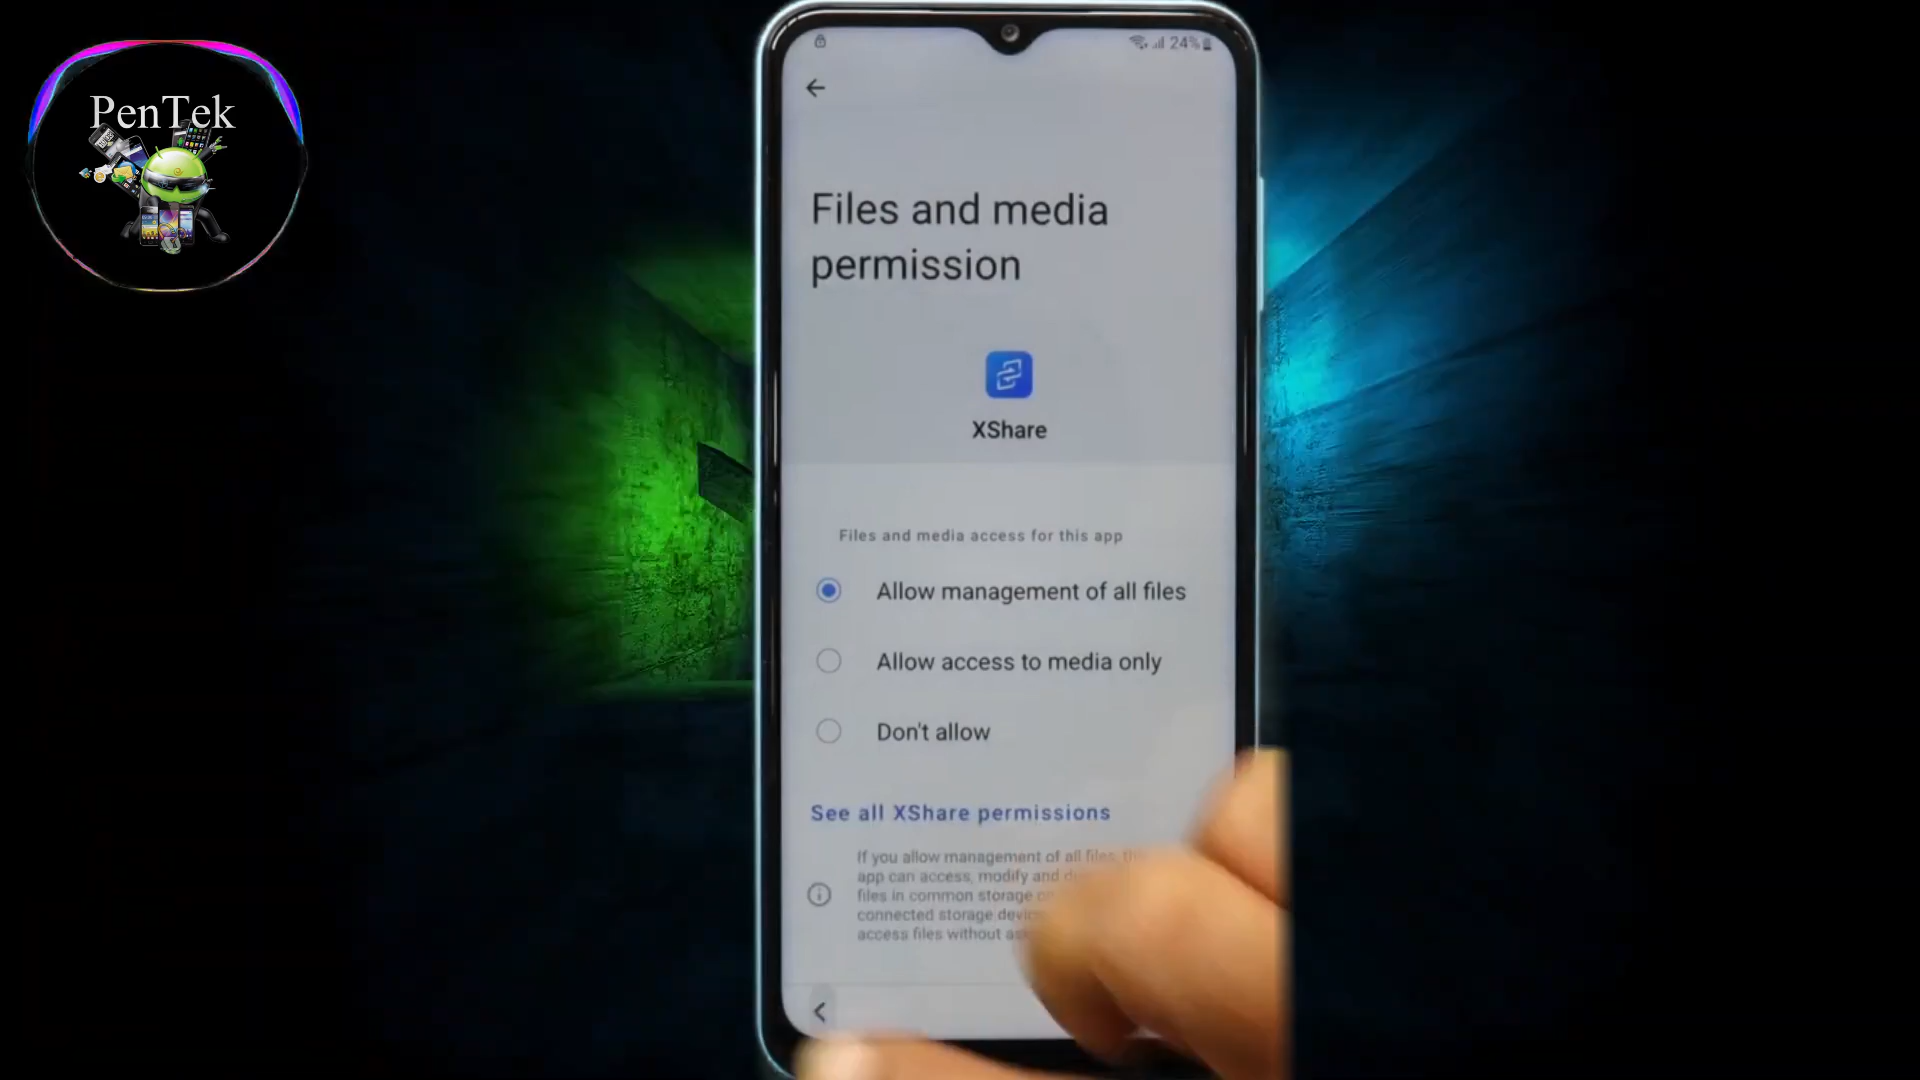 PenTek
24%
Files and media
permission
XShare
Files and media access for this app
Allow management of all files
Allow access to media only
Don't allow
See all XShare permissions
If you allow management of all files,
app can access, modify and
files in common storage
connected storage
access files without